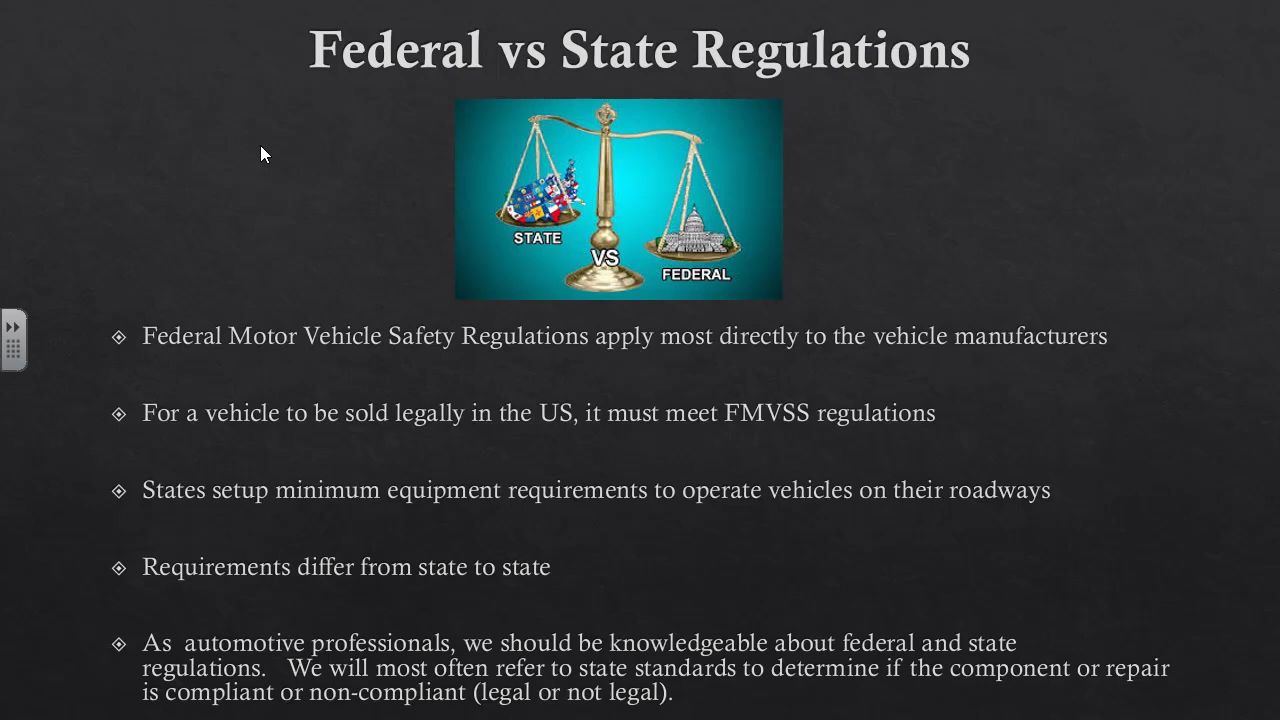 Federal vs State Regulations
STATE
VS
FEDERAL
Federal Motor Vehicle Safety Regulations apply most directly to the vehicle manufacturers
For a vehicle to be sold legally in the US, it must meet FMVSS regulations
States setup minimum equipment requirements to operate vehicles on their roadways
Requirements differ from state to state
As  automotive professionals, we should be knowledgeable about federal and state
regulations.   We will most often refer to state standards to determine if the component or repair
is compliant or non-compliant (legal or not legal).